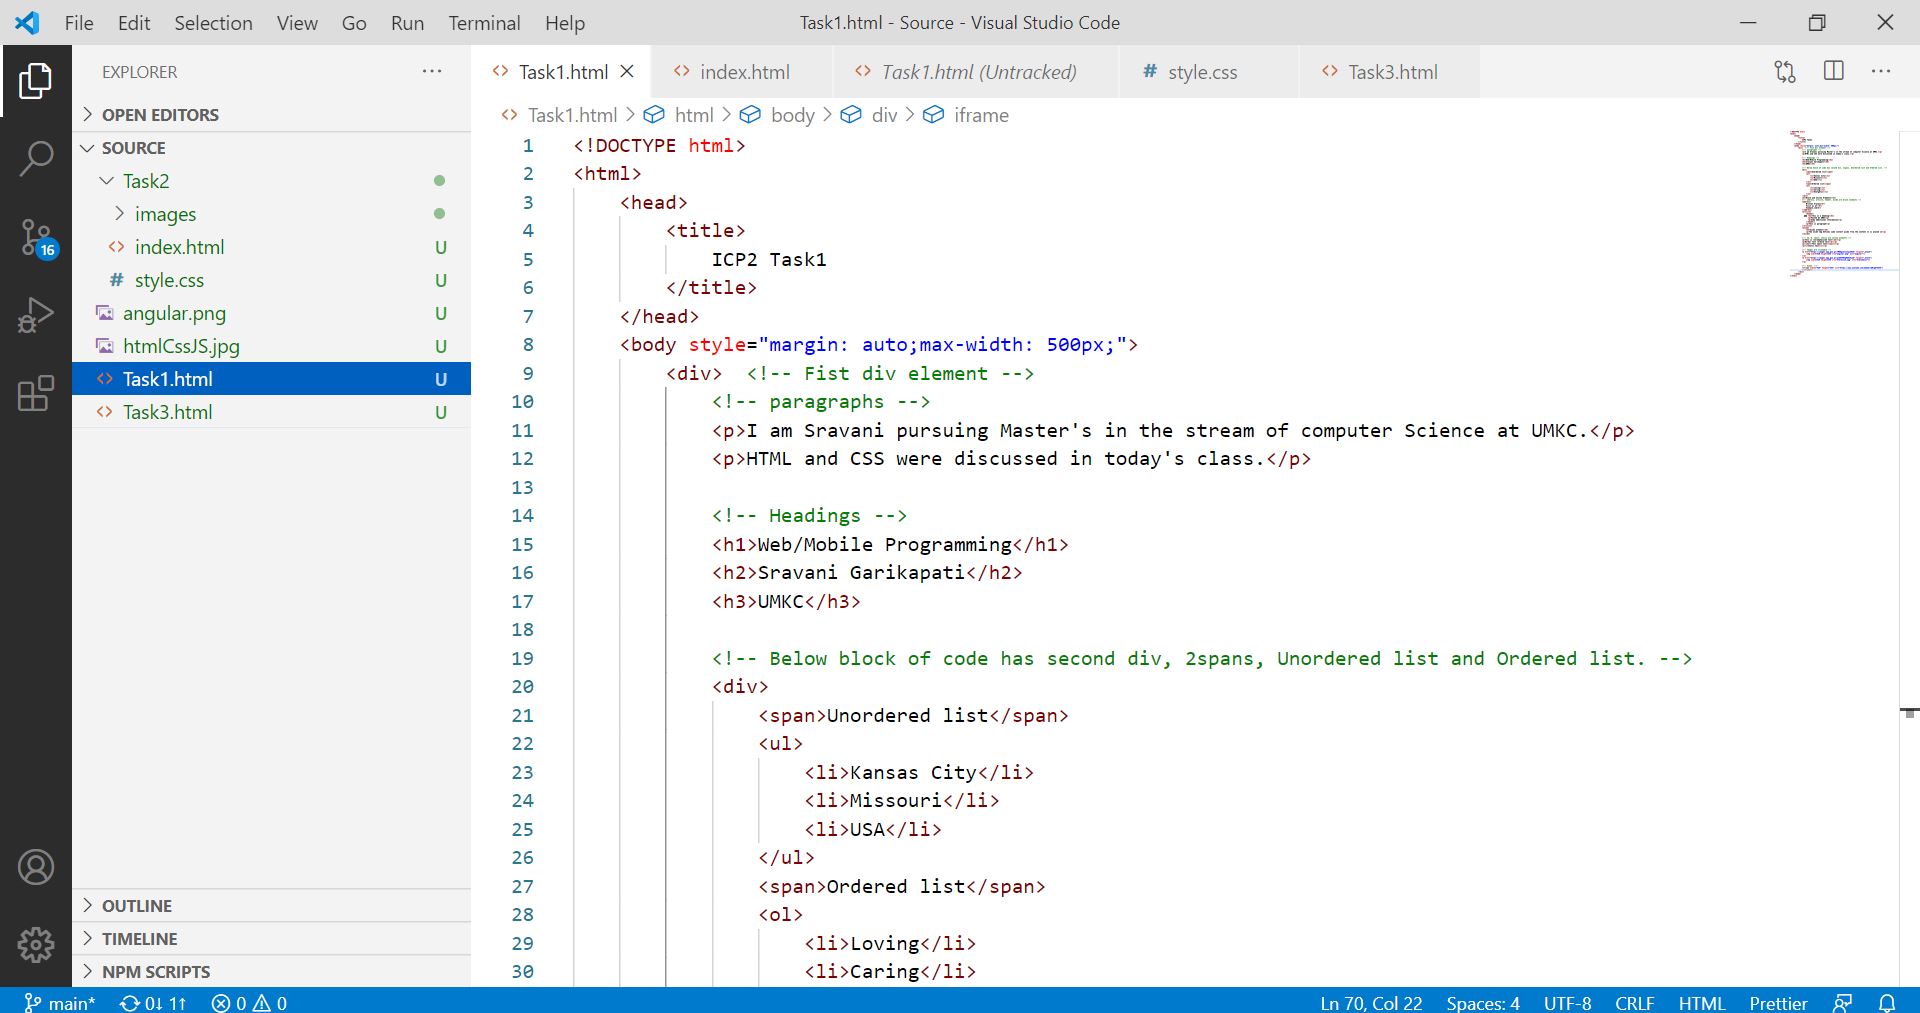 File Edit Selection View Go Run Terminal Help Task1.html - Source - Visual Studio Code
EXPLORER
OPEN EDITORS
SOURCE
Task2
images
index.html U
style.css U
angular.png U
htmlCssJS.jpg U
Task1.html U
Task3.html U
OUTLINE
TIMELINE
NPM SCRIPTS
16
Task1.html index.html Task1.html (Untracked) # style.css Task3.html
Task1.html > html > body > div > iframe
1 <!DOCTYPE html>
2 <html>
3 <head>
4 <title>
5 ICP2 Task1
6 </title>
7 </head>
8 <body style="margin: auto;max-width: 500px;">
9 <div> <!-- Fist div element -->
10 <!-- paragraphs -->
11 <p>I am Sravani pursuing Master's in the stream of computer Science at UMKC.</p>
12 <p>HTML and CSS were discussed in today's class.</p>
13
14 <!-- Headings -->
15 <h1>Web/Mobile Programming</h1>
16 <h2>Sravani Garikapati</h2>
17 <h3>UMKC</h3>
18
19 <!-- Below block of code has second div, 2spans, Unordered list and Ordered list. -->
20 <div>
21 <span>Unordered list</span>
22 <ul>
23 <li>Kansas City</li>
24 <li>Missouri</li>
25 <li>USA</li>
26 </ul>
27 <span>Ordered list</span>
28 <ol>
29 <li>Loving</li>
30 <li>Caring</li>
main* 0↓ 1↑ 0 0 Ln 70, Col 22 Spaces: 4 UTF-8 CRLF HTML Prettier